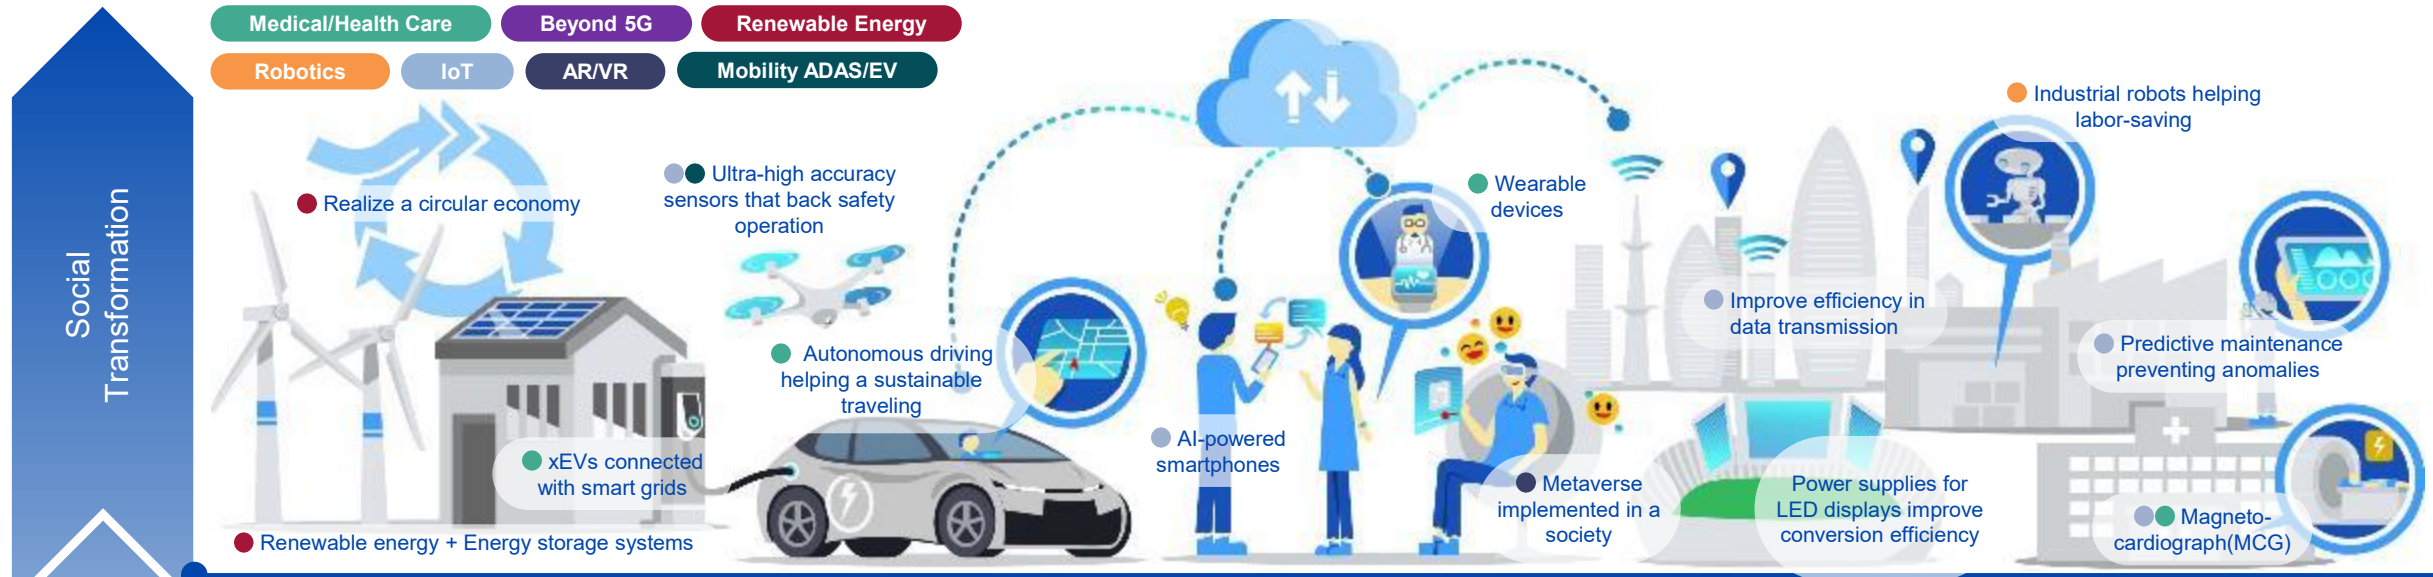 Medical/Health Care
Beyond 5G
Renewable Energy
Robotics
IoT
AR/VR
Mobility ADAS/EV
Social
Transformation
Realize a circular economy
Ultra-high accuracy
sensors that back safety
operation
Autonomous driving
helping a sustainable
traveling
xEVs connected
with smart grids
Renewable energy + Energy storage systems
Wearable
devices
AI-powered
smartphones
Metaverse
implemented in a
society
Industrial robots helping
labor-saving
Improve efficiency in
data transmission
Predictive maintenance
preventing anomalies
Power supplies for
LED displays improve
conversion efficiency
Magneto-
cardiograph(MCG)